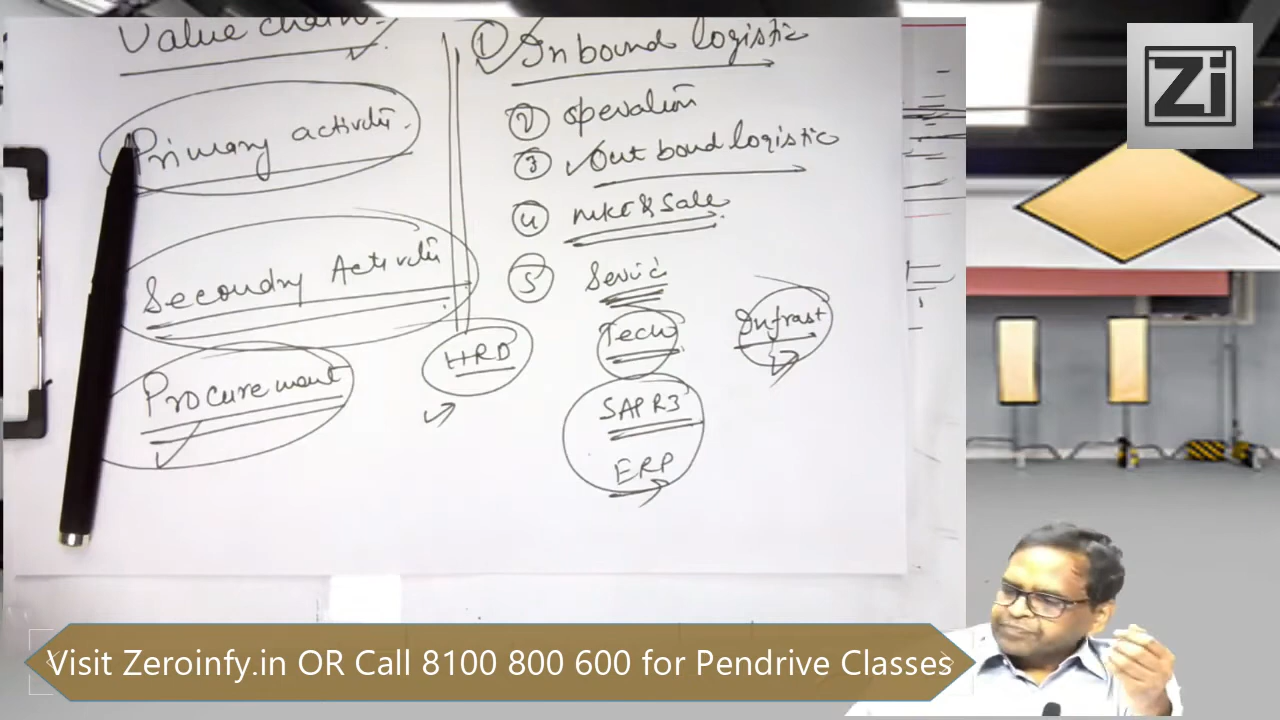 Value chain
Primary activiti
Secondry Activiti
Procurement
HRD
① Inbound logistic
② operation
③ Out bond logistic
④ mkt & Sale
⑤ Servic
Tech
Infrast
SAP R3
ERP
Zi
Visit Zeroinfy.in OR Call 8100 800 600 for Pendrive Classes